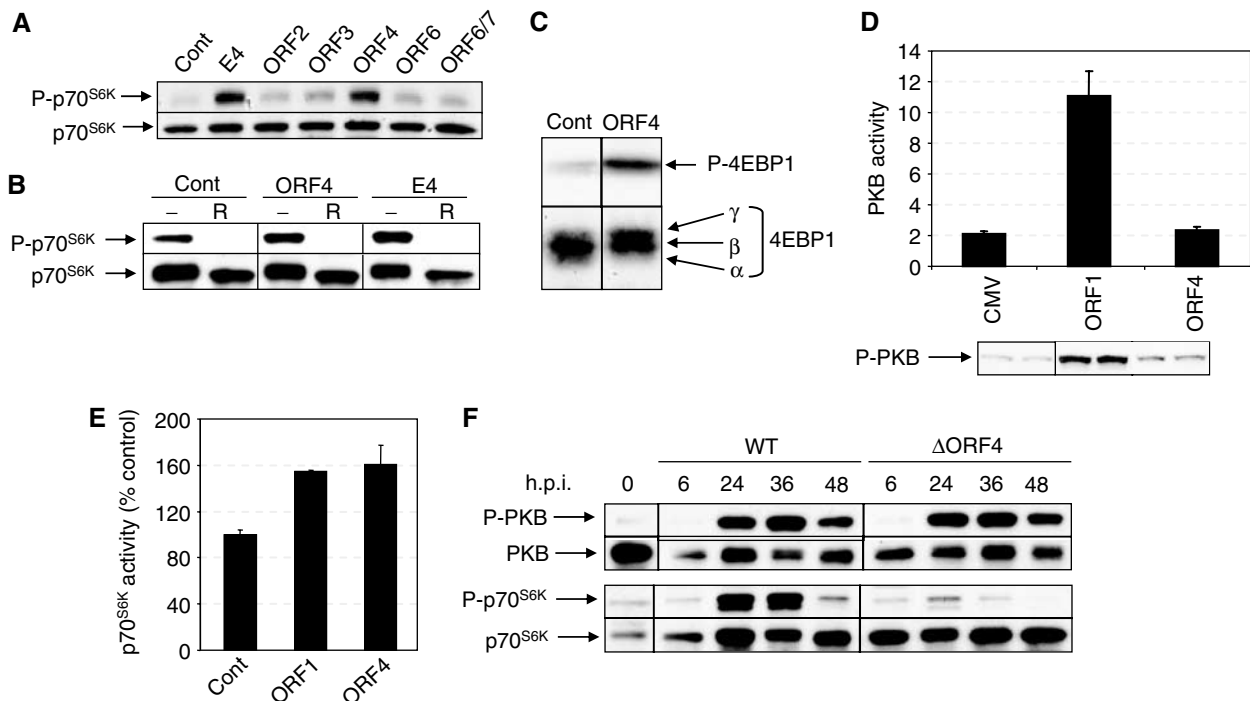 A
Cont E4 ORF2 ORF3 ORF4 ORF6 ORF6/7
P-p70S6K
p70S6K
B
Cont ORF4 E4
– R – R – R
P-p70S6K
p70S6K
C
Cont ORF4
P-4EBP1
γ
β
α
4EBP1
D
PKB activity
14
12
10
8
6
4
2
0
CMV ORF1 ORF4
P-PKB
E
p70S6K activity (% control)
200
160
120
80
40
0
Cont ORF1 ORF4
F
WT ΔORF4
h.p.i. 0 6 24 36 48 6 24 36 48
P-PKB
PKB
P-p70S6K
p70S6K